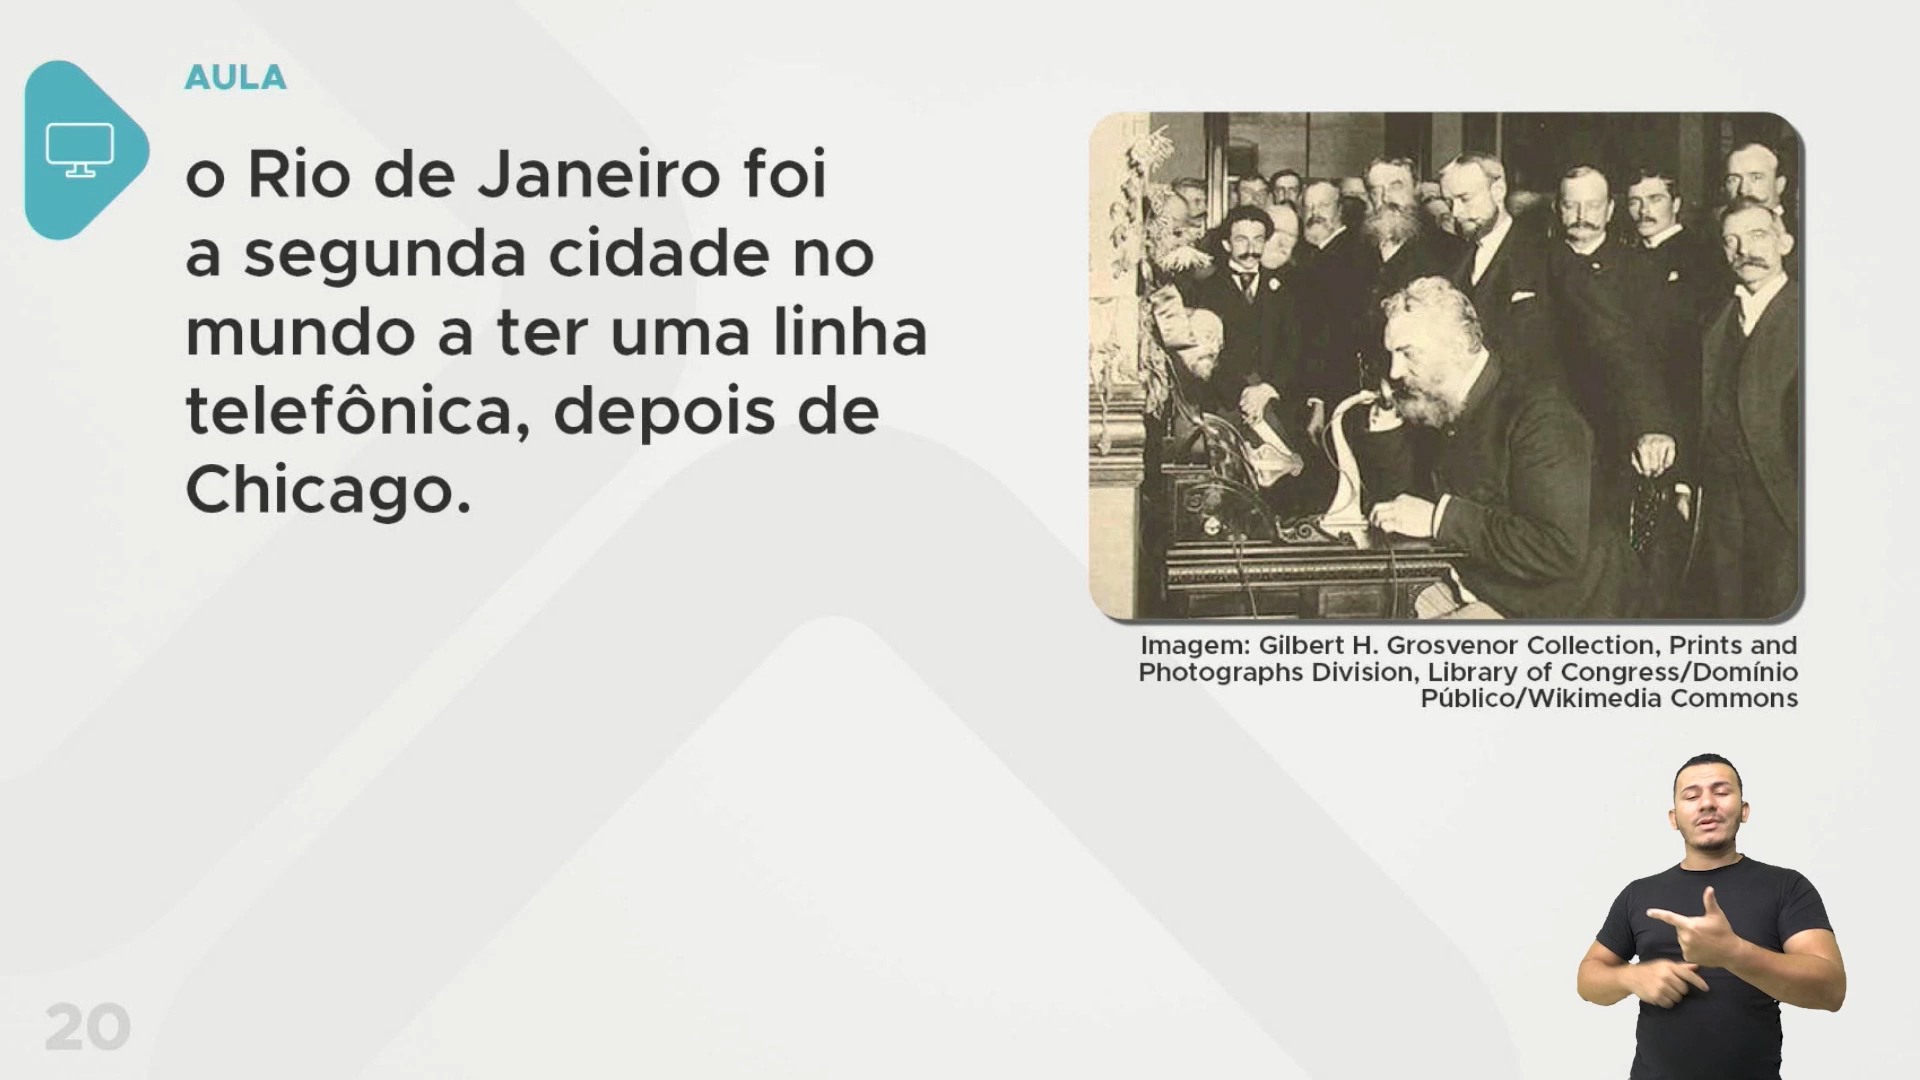 AULA
o Rio de Janeiro foi
a segunda cidade no
mundo a ter uma linha
telefônica, depois de
Chicago.
Imagem: Gilbert H. Grosvenor Collection, Prints and
Photographs Division, Library of Congress/Domínio
Público/Wikimedia Commons
20